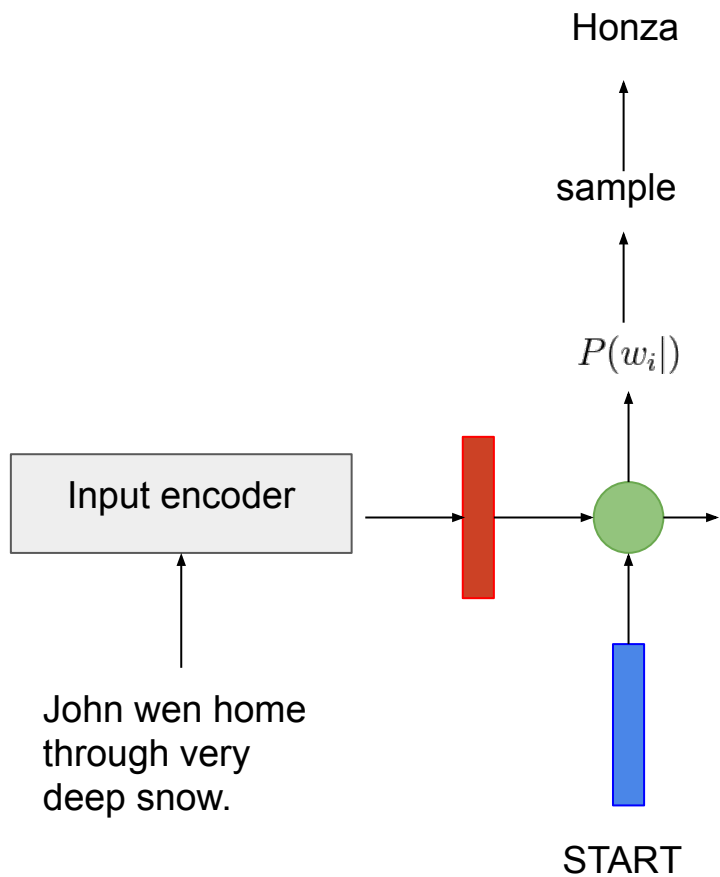 Honza
sample
P(w_i|)
Input encoder
John wen home
through very
deep snow.
START